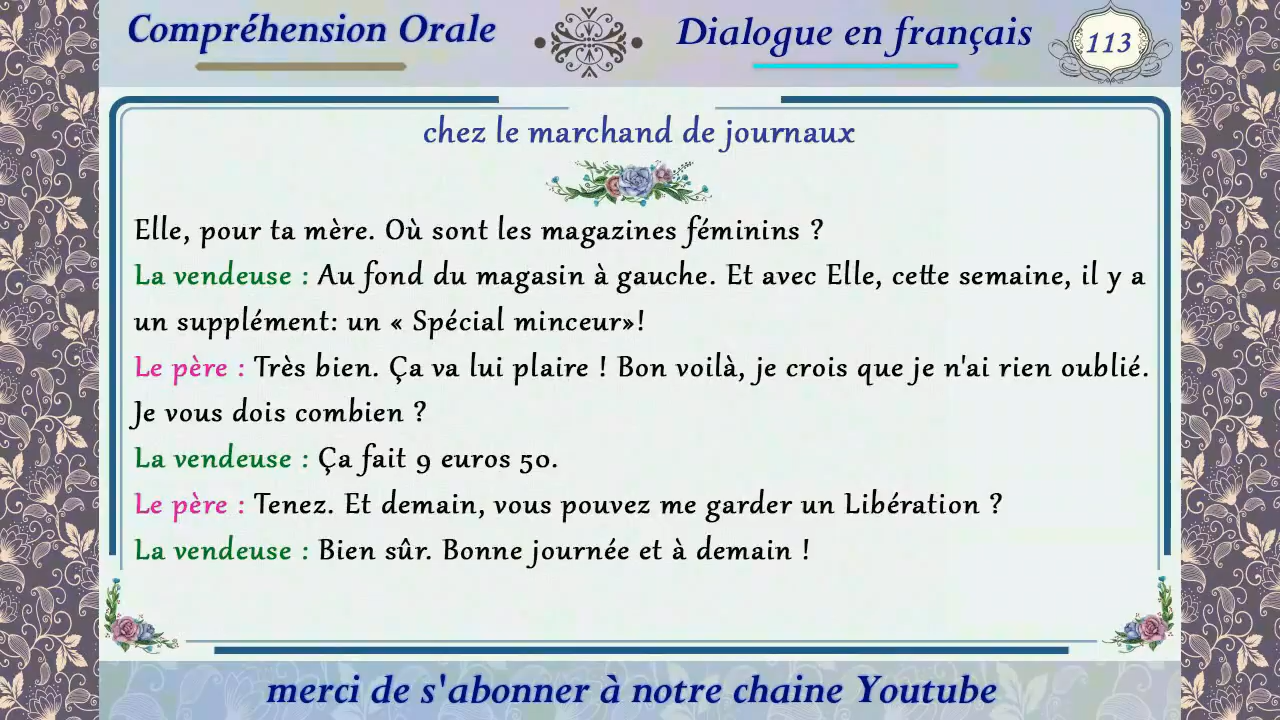 Compréhension Orale
Dialogue en français
113
chez le marchand de journaux
Elle, pour ta mère. Où sont les magazines féminins ?
La vendeuse : Au fond du magasin à gauche. Et avec Elle, cette semaine, il y a
un supplément: un « Spécial minceur»!
Le père : Très bien. Ça va lui plaire ! Bon voilà, je crois que je n'ai rien oublié.
Je vous dois combien ?
La vendeuse : Ça fait 9 euros 50.
Le père : Tenez. Et demain, vous pouvez me garder un Libération ?
La vendeuse : Bien sûr. Bonne journée et à demain !
merci de s'abonner à notre chaine Youtube